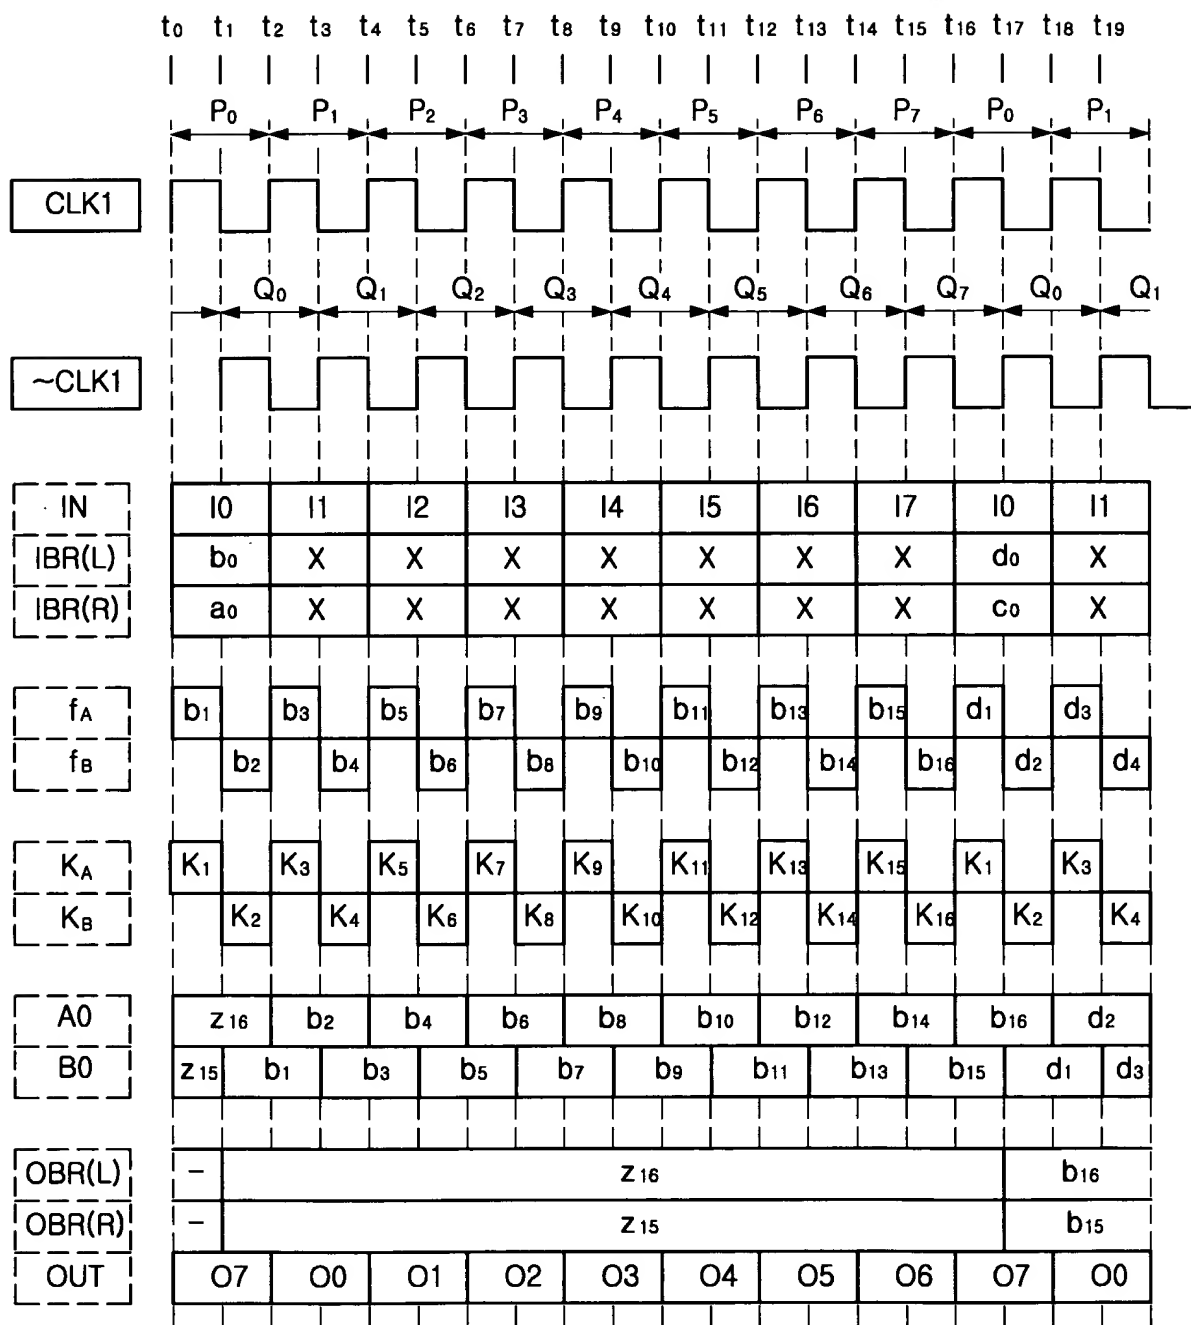 t0 t1 t2 t3 t4 t5 t6 t7 t8 t9 t10 t11 t12 t13 t14 t15 t16 t17 t18 t19
P0 P1 P2 P3 P4 P5 P6 P7 P0 P1
CLK1
Q0 Q1 Q2 Q3 Q4 Q5 Q6 Q7 Q0 Q1
~CLK1
IN I0 I1 I2 I3 I4 I5 I6 I7 I0 I1
IBR(L) b0 X X X X X X X d0 X
IBR(R) a0 X X X X X X X c0 X
fA b1 b3 b5 b7 b9 b11 b13 b15 d1 d3
fB b2 b4 b6 b8 b10 b12 b14 b16 d2 d4
KA K1 K3 K5 K7 K9 K11 K13 K15 K1 K3
KB K2 K4 K6 K8 K10 K12 K14 K16 K2 K4
A0 z16 b2 b4 b6 b8 b10 b12 b14 b16 d2
B0 z15 b1 b3 b5 b7 b9 b11 b13 b15 d1 d3
OBR(L) – z16 b16
OBR(R) – z15 b15
OUT O7 O0 O1 O2 O3 O4 O5 O6 O7 O0